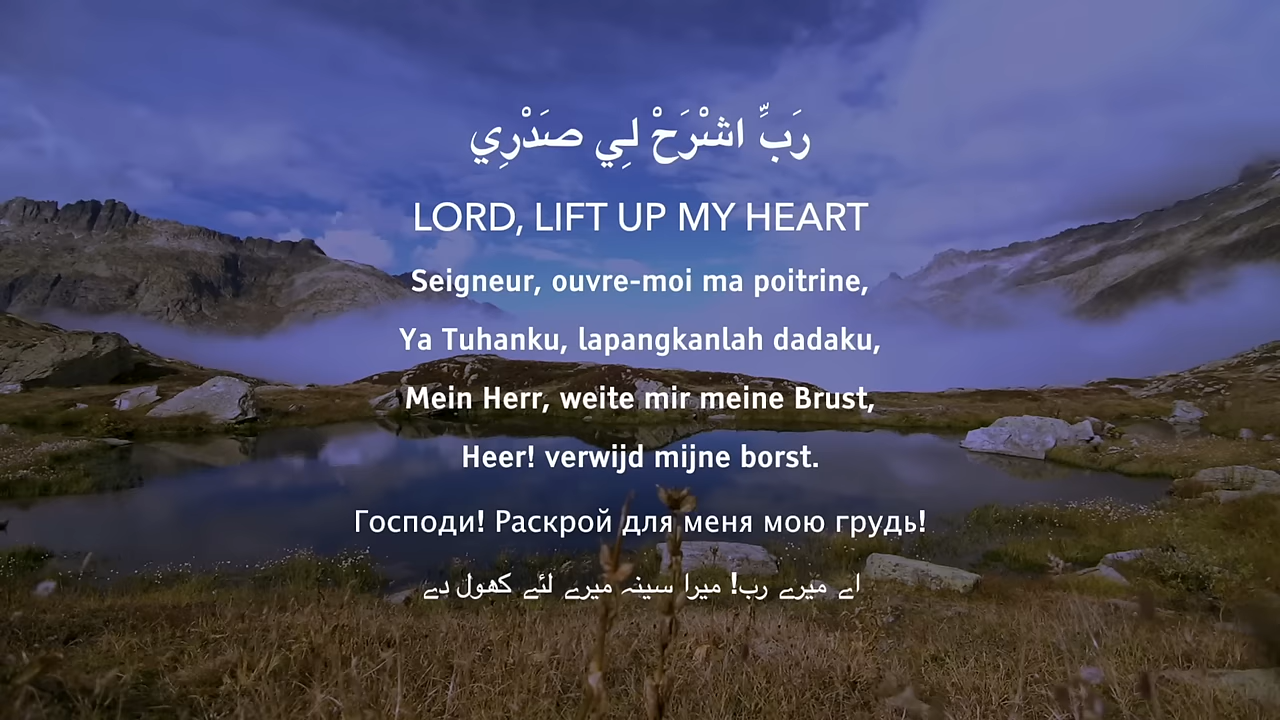 رَبِّ اشْرَحْ لِي صَدْرِي
LORD, LIFT UP MY HEART
Seigneur, ouvre-moi ma poitrine,
Ya Tuhanku, lapangkanlah dadaku,
Mein Herr, weite mir meine Brust,
Heer! verwijd mijne borst.
Господи! Раскрой для меня мою грудь!
اے میرے رب! میرا سینہ میرے لئے کھول دے